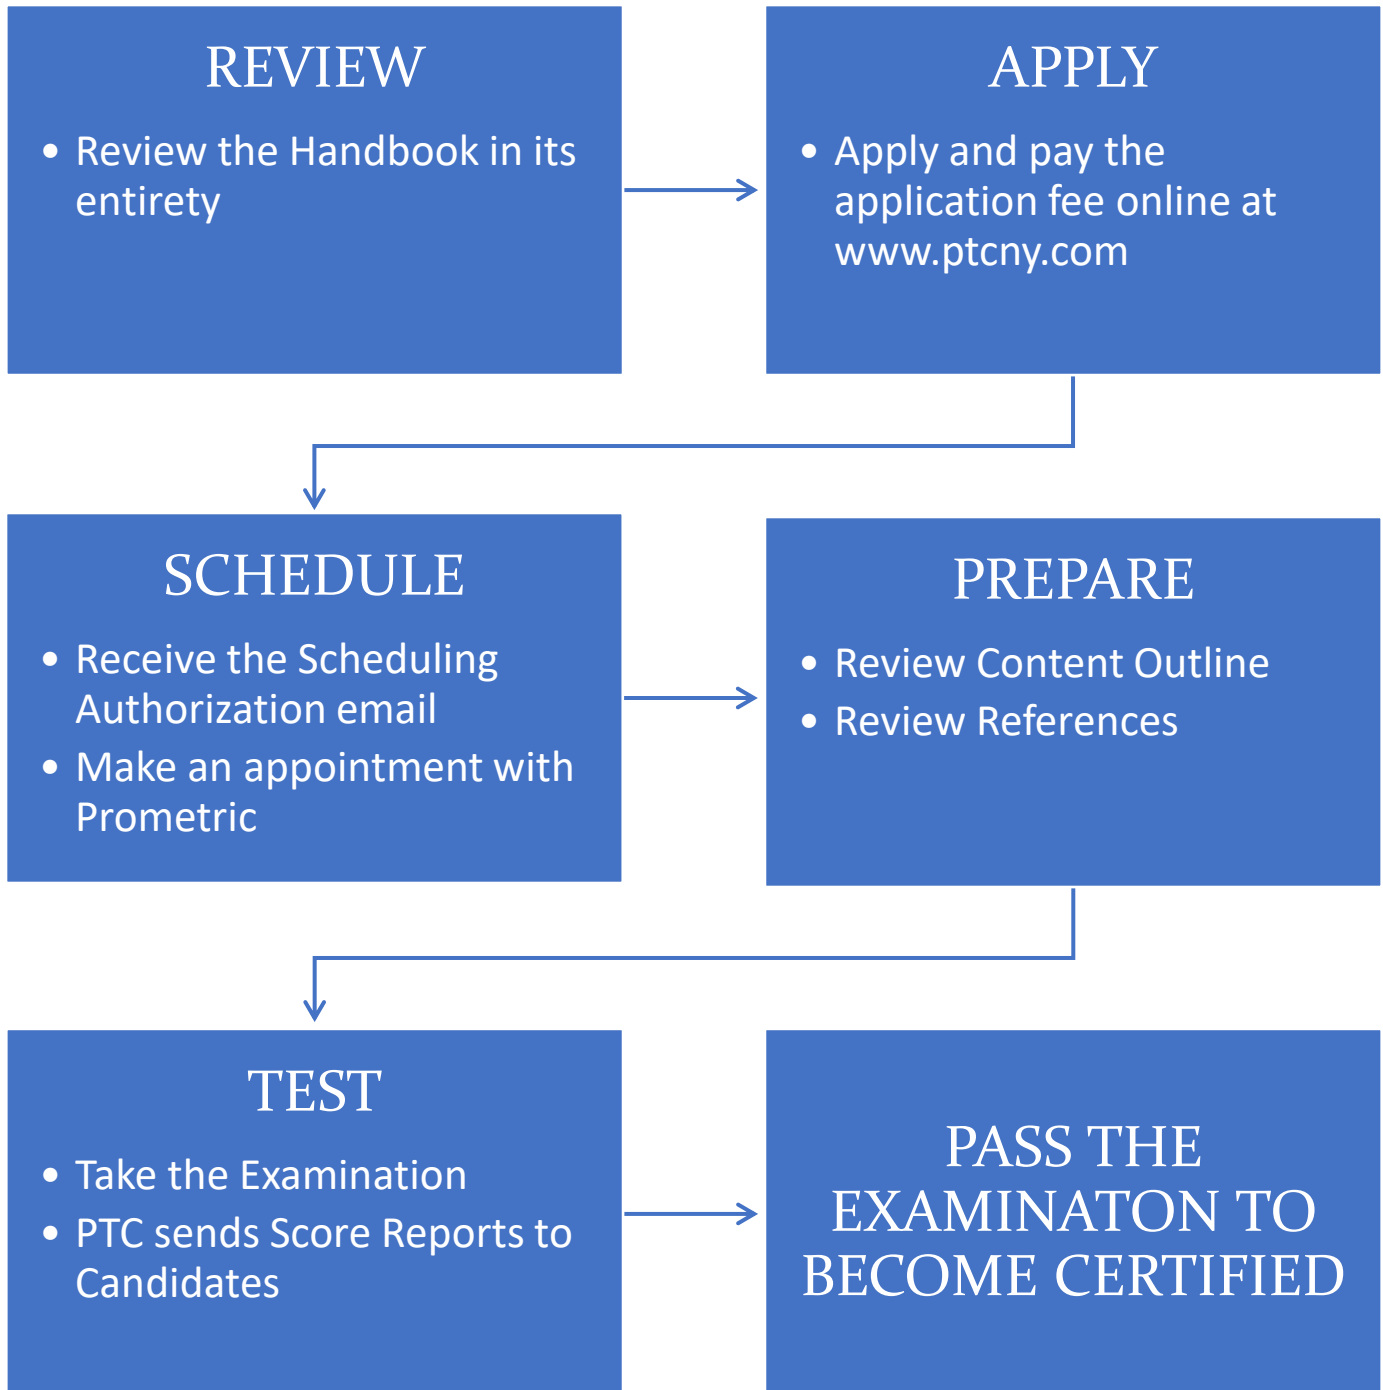 REVIEW
• Review the Handbook in its
entirety
APPLY
• Apply and pay the
application fee online at
www.ptcny.com
SCHEDULE
• Receive the Scheduling
Authorization email
• Make an appointment with
Prometric
PREPARE
• Review Content Outline
• Review References
TEST
• Take the Examination
• PTC sends Score Reports to
Candidates
PASS THE
EXAMINATON TO
BECOME CERTIFIED